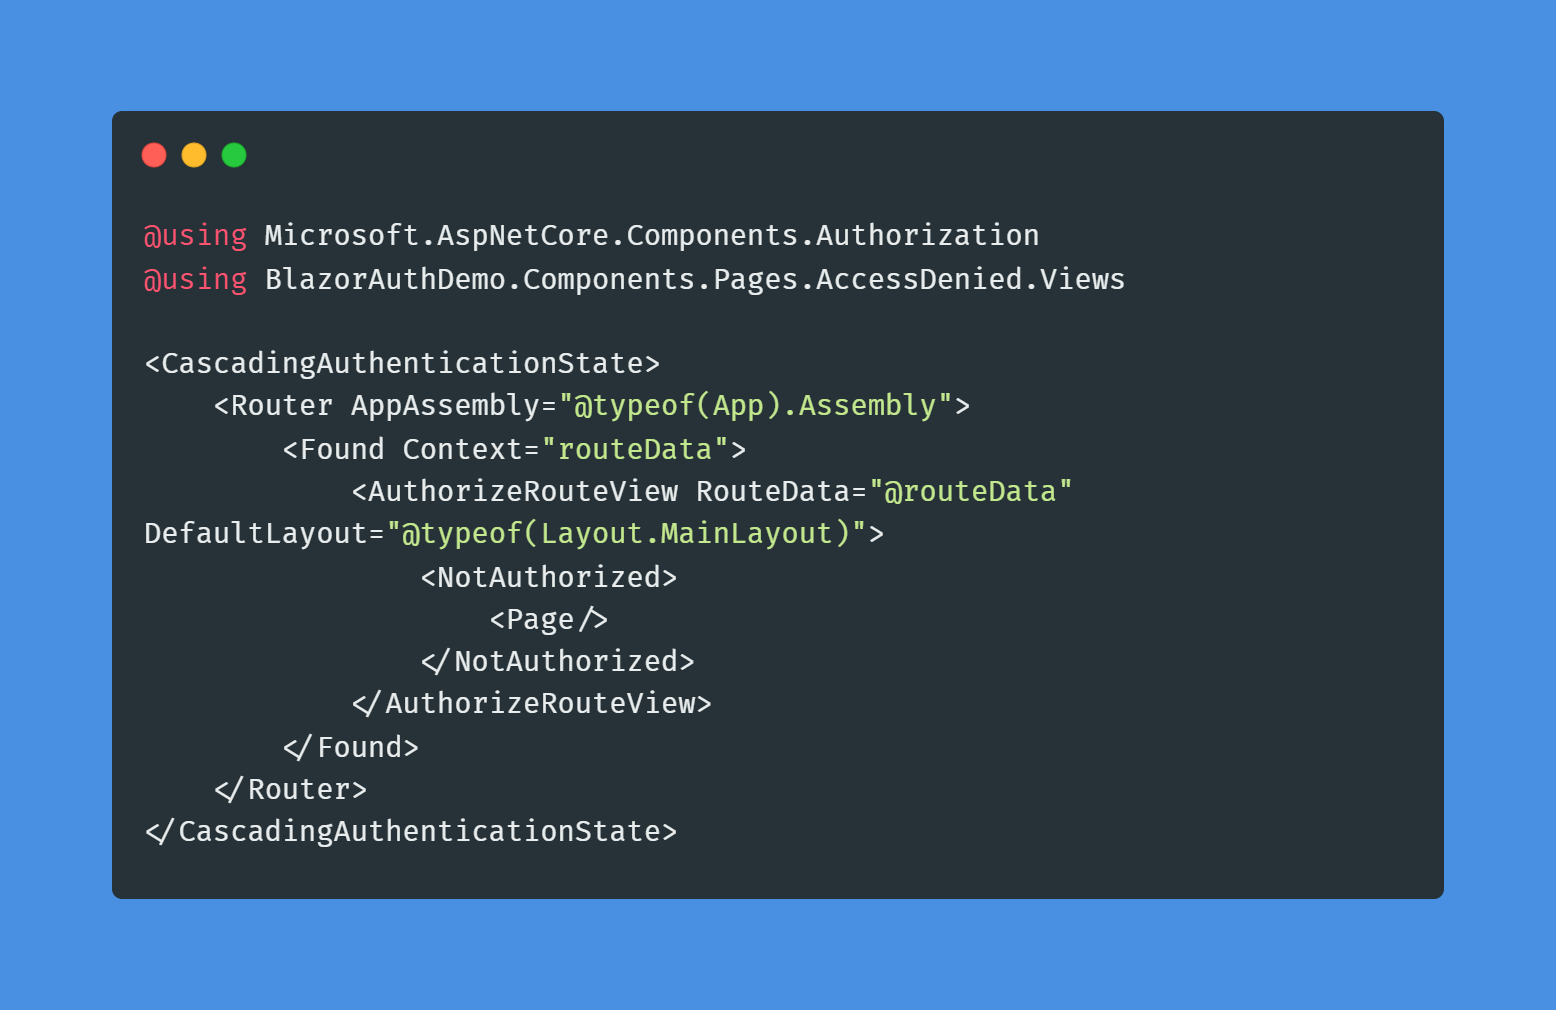 @using Microsoft.AspNetCore.Components.Authorization
@using BlazorAuthDemo.Components.Pages.AccessDenied.Views

<CascadingAuthenticationState>
    <Router AppAssembly="@typeof(App).Assembly">
        <Found Context="routeData">
            <AuthorizeRouteView RouteData="@routeData"
DefaultLayout="@typeof(Layout.MainLayout)">
                <NotAuthorized>
                    <Page/>
                </NotAuthorized>
            </AuthorizeRouteView>
        </Found>
    </Router>
</CascadingAuthenticationState>